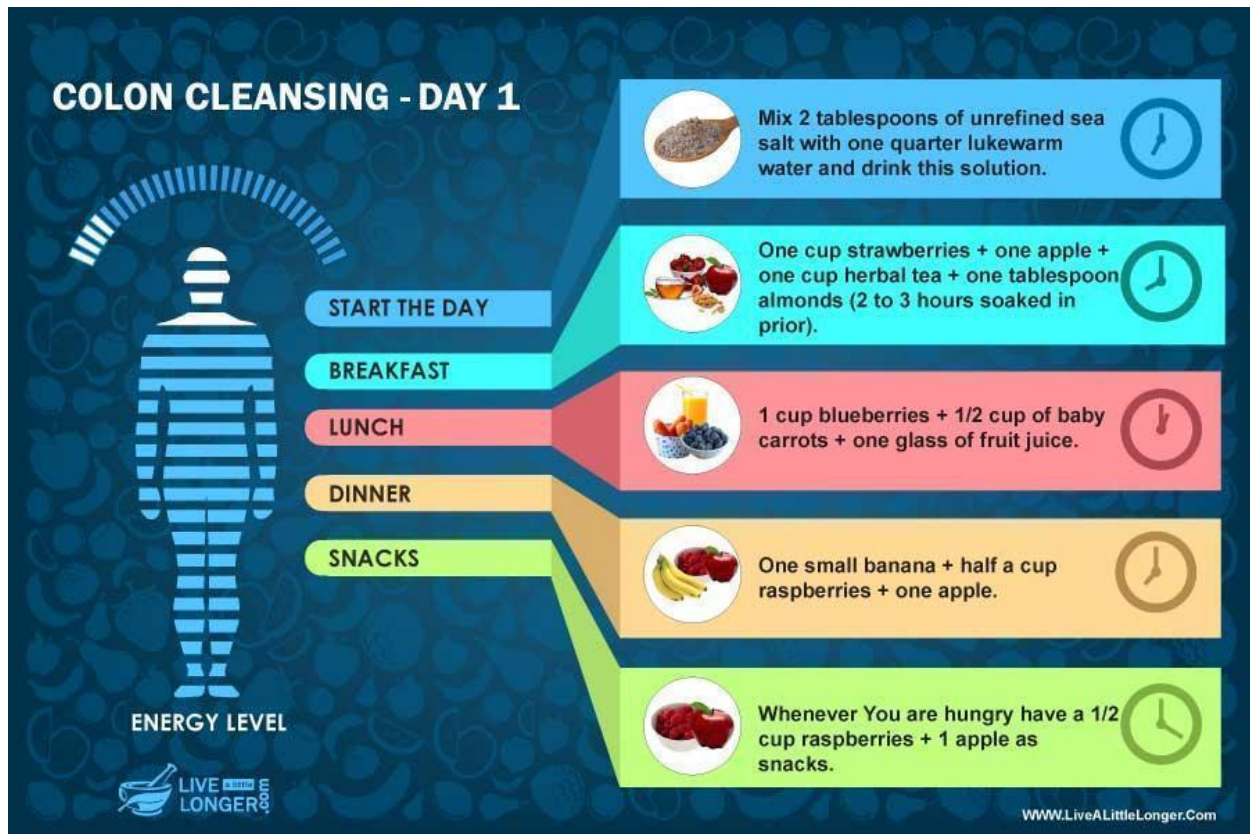 COLON CLEANSING - DAY 1
START THE DAY
Mix 2 tablespoons of unrefined sea
salt with one quarter lukewarm
water and drink this solution.
BREAKFAST
One cup strawberries + one apple +
one cup herbal tea + one tablespoon
almonds (2 to 3 hours soaked in
prior).
LUNCH
1 cup blueberries + 1/2 cup of baby
carrots + one glass of fruit juice.
DINNER
One small banana + half a cup
raspberries + one apple.
SNACKS
Whenever You are hungry have a 1/2
cup raspberries + 1 apple as
snacks.
ENERGY LEVEL
LIVE a little
LONGER.com
WWW.LiveALittleLonger.Com